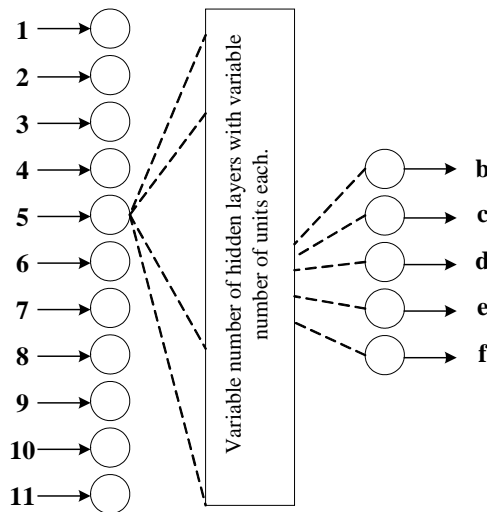 1
2
3
4
5
6
7
8
9
10
11
Variable number of hidden layers with variable
number of units each.
b
c
d
e
f